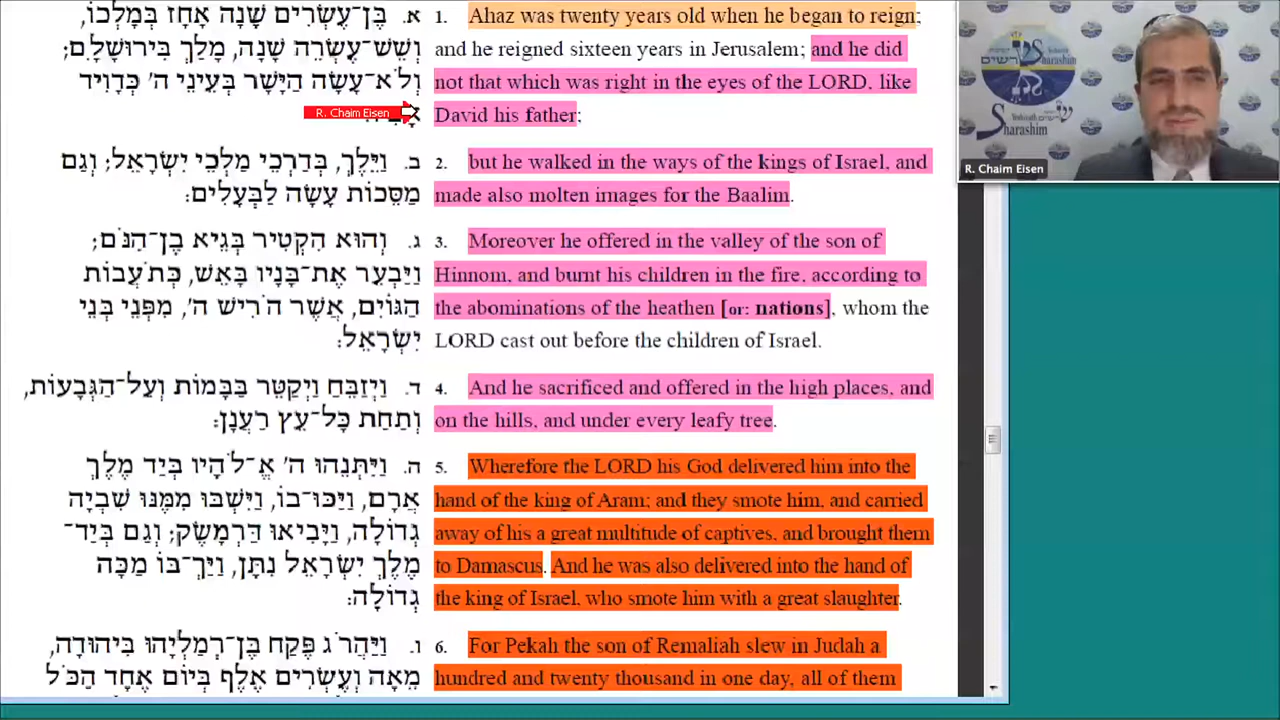 א. בֶּן־עֶשְׂרִים שָׁנָה אָחָז בְּמָלְכוֹ,
וְשֵׁשׁ־עֶשְׂרֵה שָׁנָה, מָלַךְ בִּירוּשָׁלָ͏ִם;
וְלֹא־עָשָׂה הַיָּשָׁר בְּעֵינֵי ה', כְּדָוִיד
R. Chaim Eisen
ב. וַיֵּלֶךְ, בְּדַרְכֵי מַלְכֵי יִשְׂרָאֵל; וְגַם
מַסֵּכוֹת עָשָׂה לַבְּעָלִים:
ג. וְהוּא הִקְטִיר בְּגֵיא בֶן־הִנֹּם;
וַיַּבְעֵר אֶת־בָּנָיו בָּאֵשׁ, כְּתֹעֲבוֹת
הַגּוֹיִם, אֲשֶׁר הֹרִישׁ ה', מִפְּנֵי בְּנֵי
יִשְׂרָאֵל:
ד. וַיְזַבֵּחַ וַיְקַטֵּר בַּבָּמוֹת וְעַל־הַגְּבָעוֹת,
וְתַחַת כָּל־עֵץ רַעֲנָן:
ה. וַיִּתְּנֵהוּ ה' אֱ־לֹהָיו בְּיַד מֶלֶךְ
אֲרָם, וַיַּכּוּ־בוֹ, וַיִּשְׁבּוּ מִמֶּנּוּ שִׁבְיָה
גְדוֹלָה, וַיָּבִיאוּ דַּרְמָשֶׂק; וְגַם בְּיַד־
מֶלֶךְ יִשְׂרָאֵל נִתָּן, וַיַּךְ־בּוֹ מַכָּה
גְדוֹלָה:
ו. וַיַּהֲרֹג פֶּקַח בֶּן־רְמַלְיָהוּ בִּיהוּדָה,
מֵאָה וְעֶשְׂרִים אֶלֶף בְּיוֹם אֶחָד הַכֹּל
1. Ahaz was twenty years old when he began to reign;
and he reigned sixteen years in Jerusalem; and he did
not that which was right in the eyes of the LORD, like
David his father;
2. but he walked in the ways of the kings of Israel, and
made also molten images for the Baalim.
3. Moreover he offered in the valley of the son of
Hinnom, and burnt his children in the fire, according to
the abominations of the heathen [or: nations], whom the
LORD cast out before the children of Israel.
4. And he sacrificed and offered in the high places, and
on the hills, and under every leafy tree.
5. Wherefore the LORD his God delivered him into the
hand of the king of Aram; and they smote him, and carried
away of his a great multitude of captives, and brought them
to Damascus. And he was also delivered into the hand of
the king of Israel, who smote him with a great slaughter.
6. For Pekah the son of Remaliah slew in Judah a
hundred and twenty thousand in one day, all of them
Yeshivath
Sharashim
R. Chaim Eisen